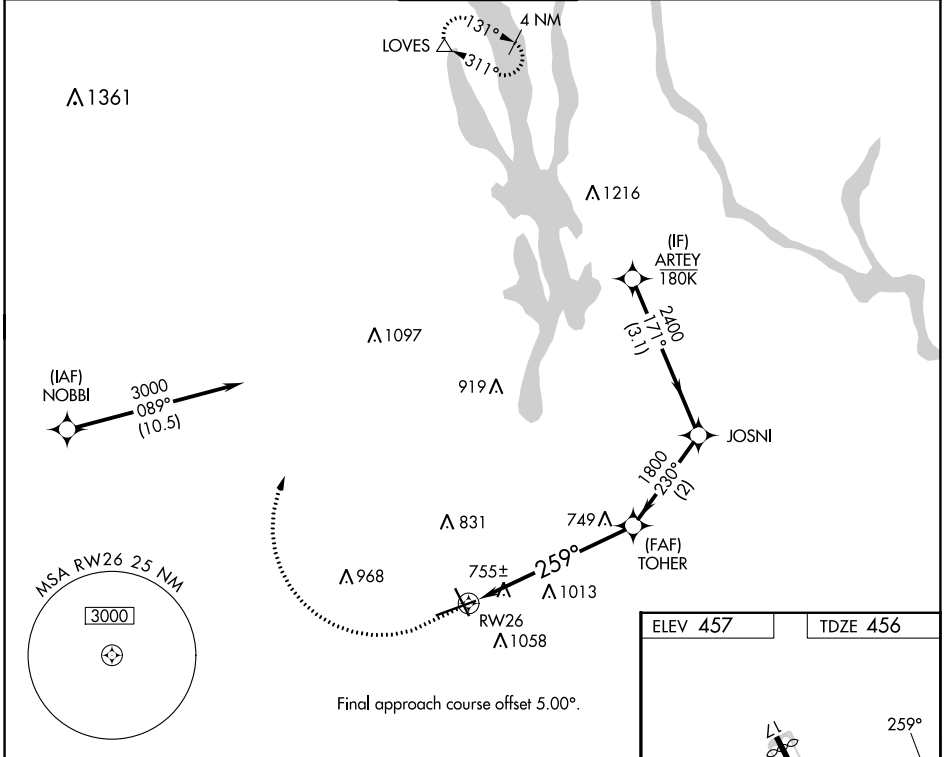 4 NM
LOVES
131°
311°
1361
1216
(IF)
ARTEY
180K
2400
171°
(3.1)
1097
(IAF)
NOBBI
3000
089°
(10.5)
919
JOSNI
1800
230°
(2)
831
749
(FAF)
TOHER
259°
968
755±
1013
RW26
1058
MSA RW26 25 NM
3000
Final approach course offset 5.00°.
ELEV 457
TDZE 456
17
259°